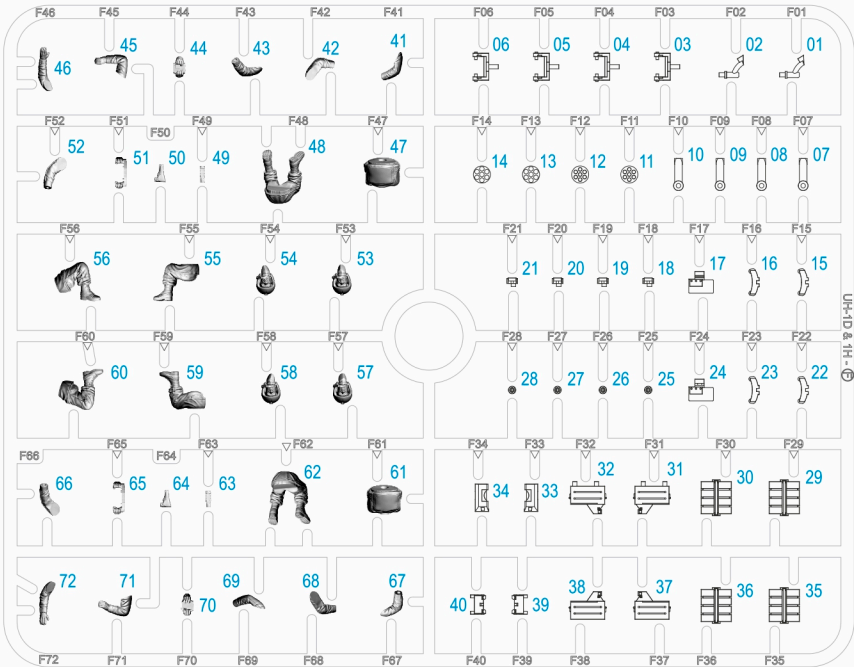 F46 F45 F44 F43 F42 F41 F06 F05 F04 F03 F02 F01
46 45 44 43 42 41 06 05 04 03 02 01
F52 F51 F50 F49 F48 F47 F14 F13 F12 F11 F10 F09 F08 F07
52 51 50 49 48 47 14 13 12 11 10 09 08 07
F56 F55 F54 F53 F21 F20 F19 F18 F17 F16 F15
56 55 54 53 21 20 19 18 17 16 15
UH-1D & 1H - F
F60 F59 F58 F57 F28 F27 F26 F25 F24 F23 F22
60 59 58 57 28 27 26 25 24 23 22
F66 F65 F64 F63 F62 F61 F34 F33 F32 F31 F30 F29
66 65 64 63 62 61 34 33 32 31 30 29
72 71 70 69 68 67 40 39 38 37 36 35
F72 F71 F70 F69 F68 F67 F40 F39 F38 F37 F36 F35